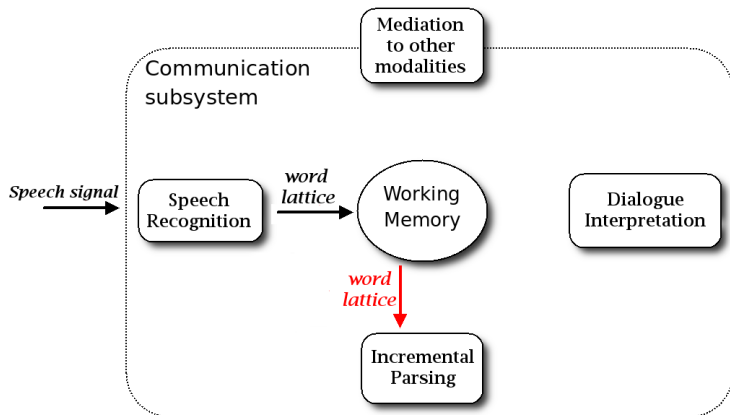 Mediation
to other
modalities
Communication
subsystem
Speech signal
Speech
Recognition
word
lattice
Working
Memory
Dialogue
Interpretation
word
lattice
Incremental
Parsing